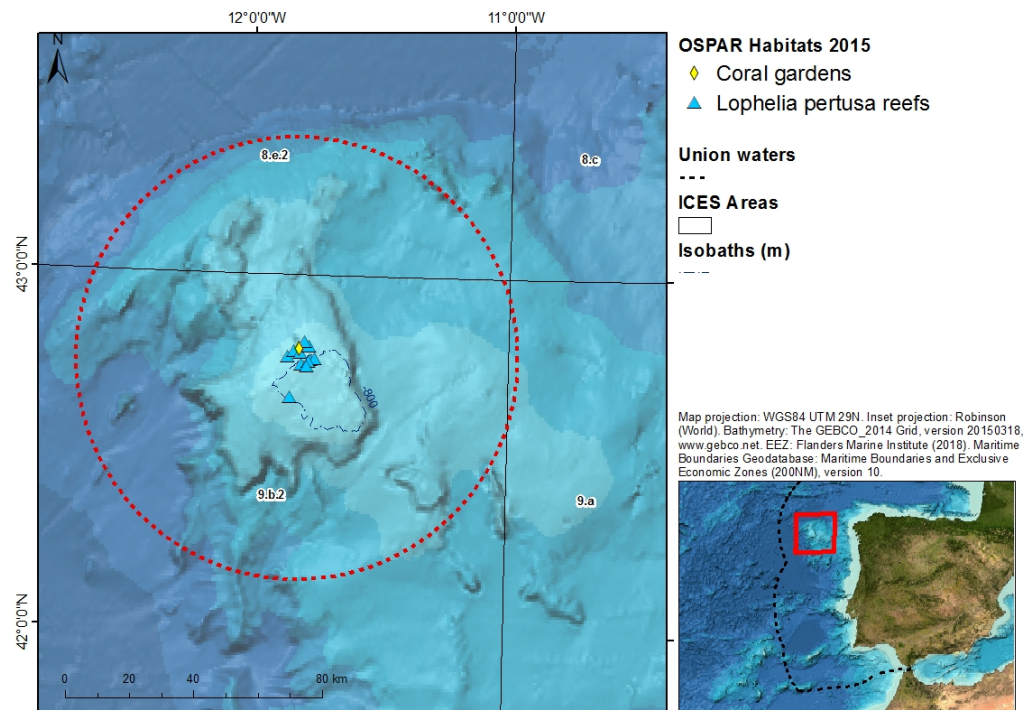 12°0'0"W
11°0'0"W
N
8.e.2
8.c
43°0'0"N
-800
9.b.2
9.a
42°0'0"N
0 20 40 80 km
OSPAR Habitats 2015
Coral gardens
Lophelia pertusa reefs
Union waters
ICES Areas
Isobaths (m)
Map projection: WGS84 UTM 29N. Inset projection: Robinson
(World). Bathymetry: The GEBCO_2014 Grid, version 20150318,
www.gebco.net. EEZ: Flanders Marine Institute (2018). Maritime
Boundaries Geodatabase: Maritime Boundaries and Exclusive
Economic Zones (200NM), version 10.